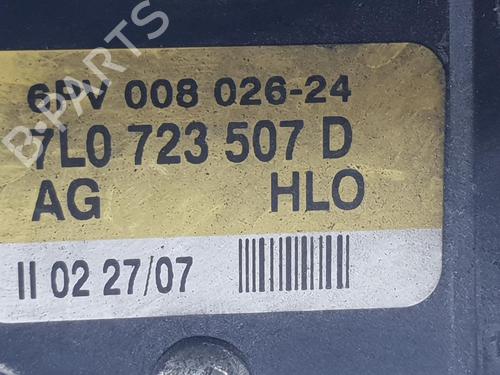 6PV 008 026-24
7L0 723 507 D
AG HLO
II 02 27/07
B-PARTS